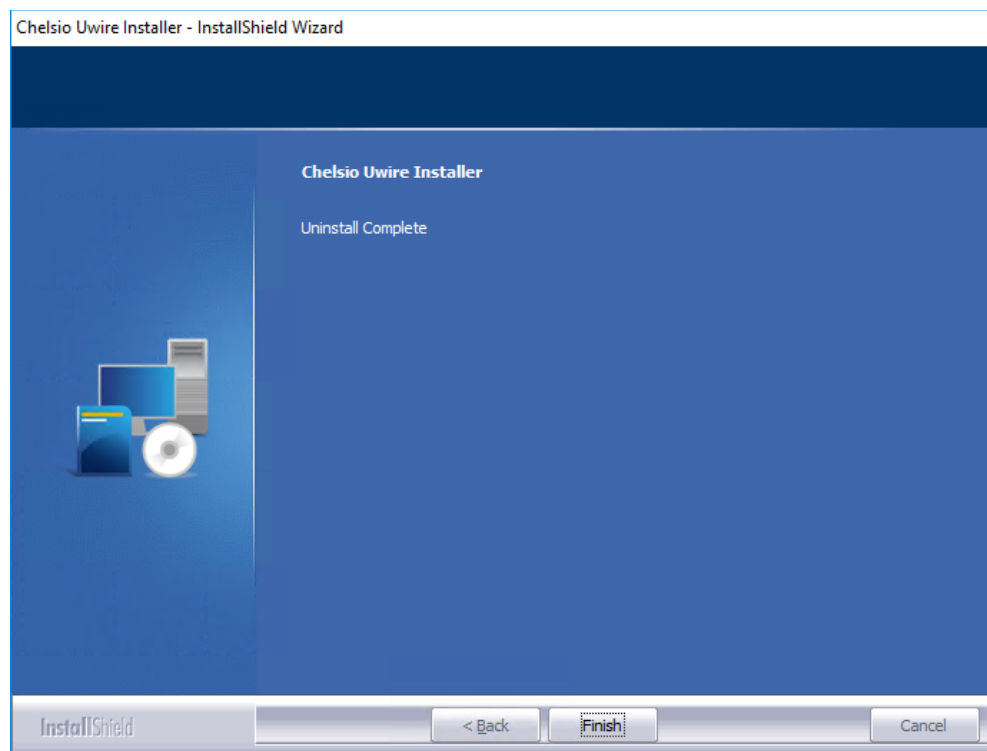 Chelsio Uwire Installer - InstallShield Wizard
Chelsio Uwire Installer
Uninstall Complete
InstallShield
< Back
Finish
Cancel